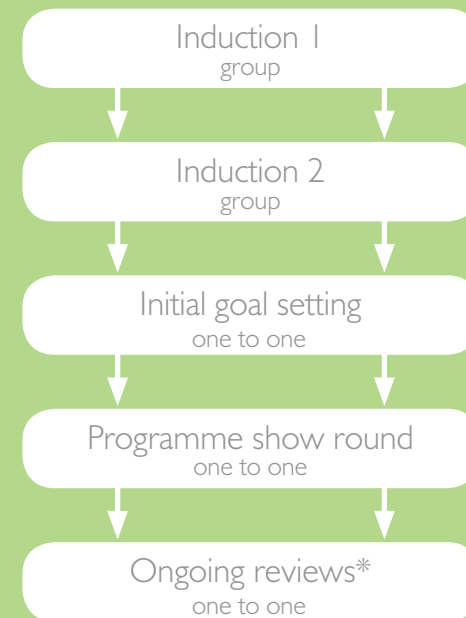 Induction 1
group
Induction 2
group
Initial goal setting
one to one
Programme show round
one to one
Ongoing reviews*
one to one